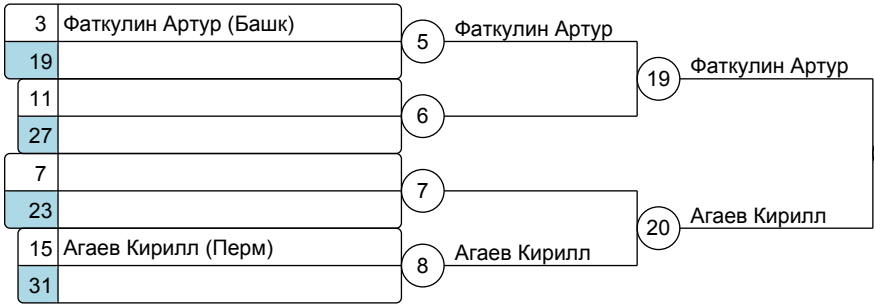 3 Фаткулин Артур (Башк)
5 Фаткулин Артур
19
19 Фаткулин Артур
11
6
27
7
7
23
20 Агаев Кирилл
15 Агаев Кирилл (Перм)
8 Агаев Кирилл
31